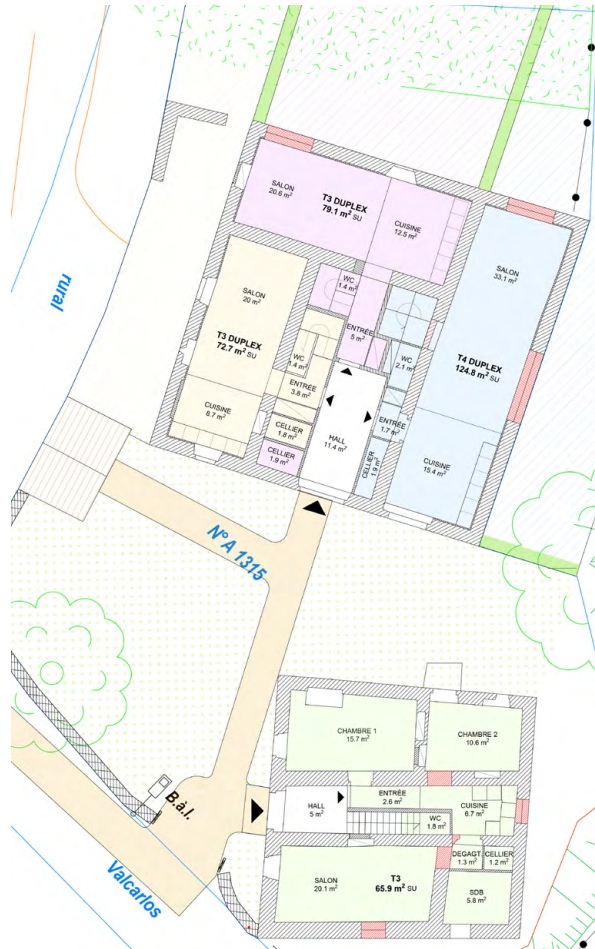 SALON
20.6 m²
T3 DUPLEX
79.1 m² SU
CUISINE
12.5 m²
SALON
33.1 m²
WC
1.4 m²
rural
SALON
20 m²
ENTRÉE
5 m²
T3 DUPLEX
72.7 m² SU
WC
1.4 m²
WC
2.1 m²
T4 DUPLEX
124.8 m² SU
ENTRÉE
3.8 m²
CUISINE
6.7 m²
CELLIER
1.8 m²
HALL
11.4 m²
ENTRÉE
1.7 m²
CELLIER
1.9 m²
CELLIER
1.9 m²
CUISINE
15.4 m²
N°A 1315
CHAMBRE 1
15.7 m²
CHAMBRE 2
10.6 m²
B.à.l.
HALL
5 m²
ENTRÉE
2.6 m²
CUISINE
6.7 m²
WC
1.8 m²
Valcarlos
SALON
20.1 m²
T3
65.9 m² SU
DEGAGT.
1.3 m²
CELLIER
1.2 m²
SDB
5.8 m²